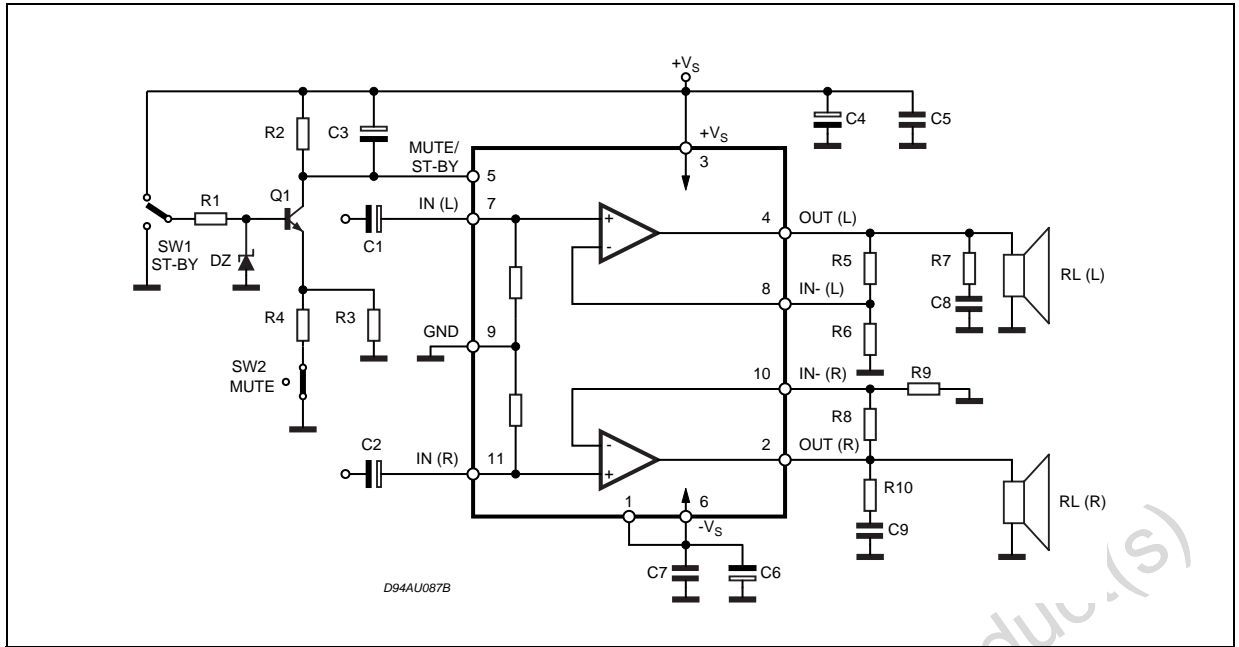 +VS
R2
C3
C4
C5
MUTE/
ST-BY
+VS
3
5
R1
Q1
IN (L)
7
4
OUT (L)
+
-
C1
SW1
ST-BY
DZ
R5
R7
RL (L)
8
IN- (L)
C8
R4
R3
GND
9
R6
SW2
MUTE
10
IN- (R)
R9
R8
C2
IN (R)
11
-
+
2
OUT (R)
R10
RL (R)
1
6
-VS
C9
C7
C6
D94AU087B
duct(s)